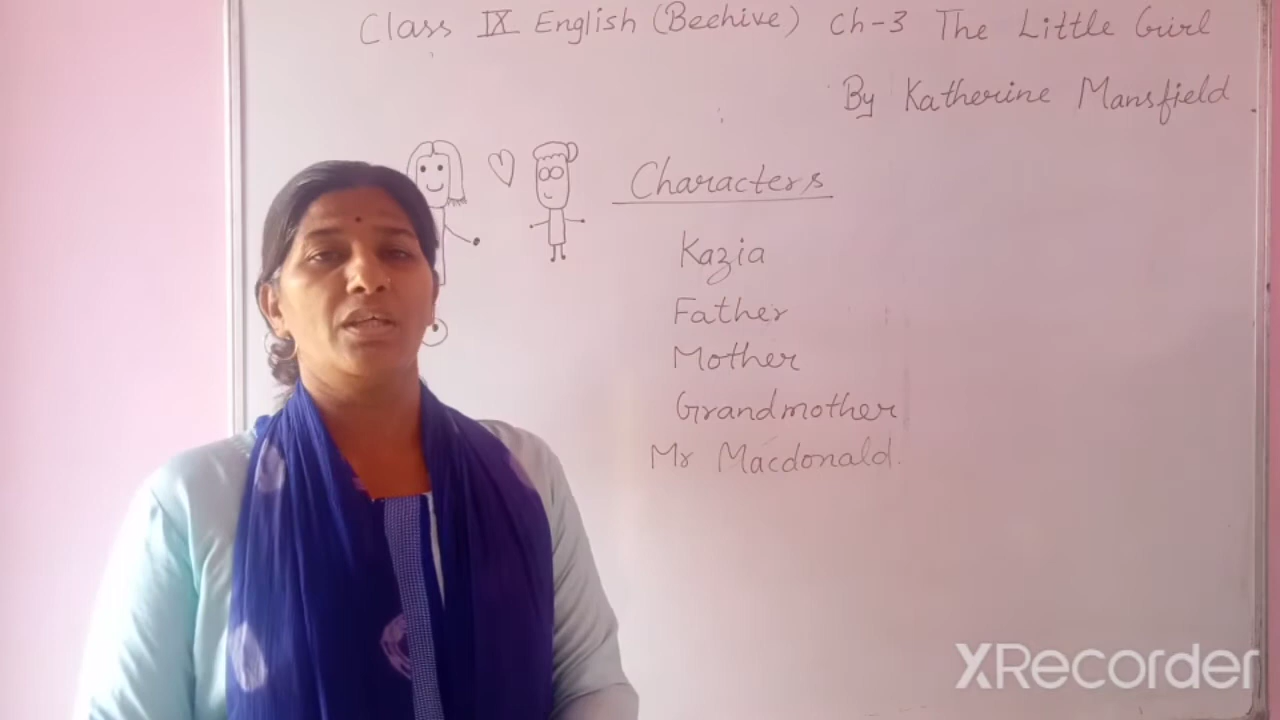 Class IX English (Beehive) Ch-3 The Little Girl
By Katherine Mansfield
Characters
Kazia
Father
Mother
Grandmother
Mr Macdonald.
XRecorder